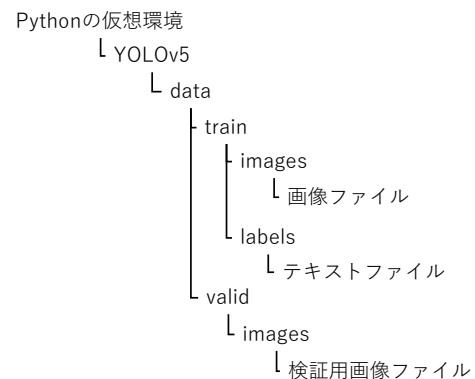 Pythonの仮想環境
YOLOv5
data
train
images
画像ファイル
labels
テキストファイル
valid
images
検証用画像ファイル